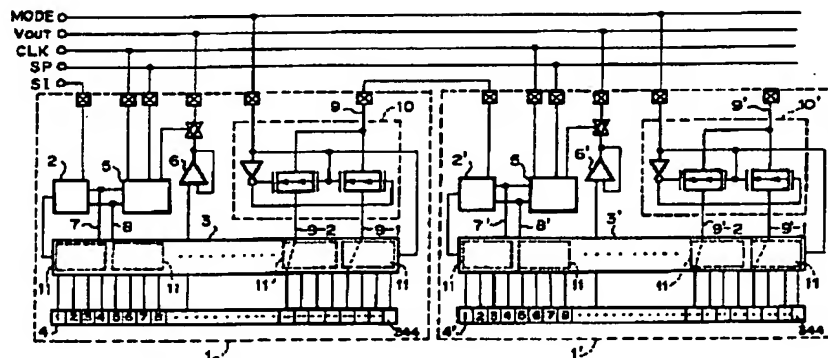 MODE
VOUT
CLK
SP
SI
9 10 9' 10'
2 5 6 2' 5 6'
7 8 3 9-2 9-1 7' 8' 3' 9'-2 9'-1
11 11 11' 11 11 11 11 11
4 1 2 3 4 5 6 7 8 344 4' 1 2 3 4 5 6 7 8 344
1 1'